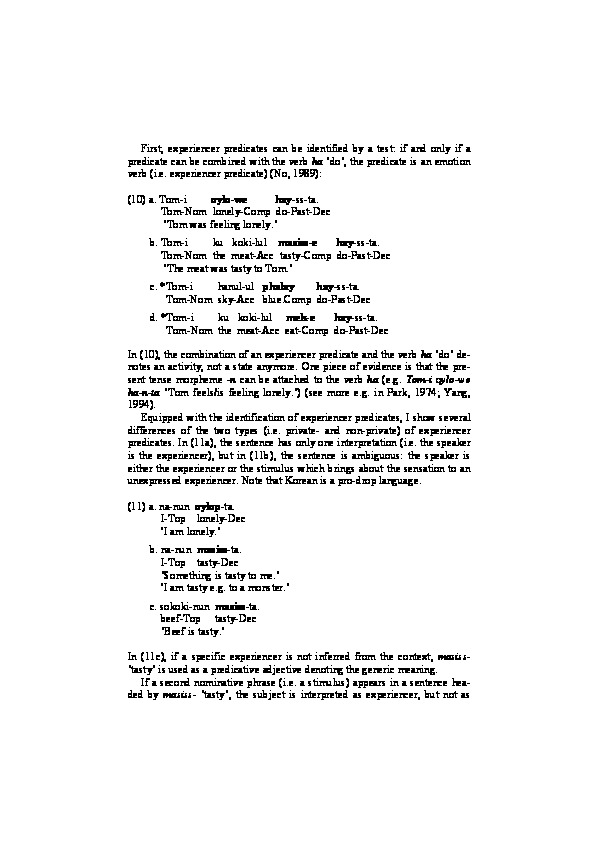 First, experiencer predicates can be identified by a test: if and only if a
predicate can be combined with the verb ha 'do', the predicate is an emotion
verb (i.e. experiencer predicate) (No, 1989):
(10) a. Tom-i oylo-we hay-ss-ta.
Tom-Nom lonely-Comp do-Past-Dec
'Tom was feeling lonely.'
b. Tom-i ku koki-lul masiss-e hay-ss-ta.
Tom-Nom the meat-Acc tasty-Comp do-Past-Dec
'The meat was tasty to Tom.'
c. *Tom-i hanul-ul phuley hay-ss-ta.
Tom-Nom sky-Acc blue.Comp do-Past-Dec
d. *Tom-i ku koki-lul mek-e hay-ss-ta.
Tom-Nom the meat-Acc eat-Comp do-Past-Dec
In (10), the combination of an experiencer predicate and the verb ha 'do' de-
notes an activity, not a state anymore. One piece of evidence is that the pre-
sent tense morpheme -n can be attached to the verb ha (e.g. Tom-i oylo-we
ha-n-ta 'Tom feels/is feeling lonely.') (see more e.g. in Park, 1974; Yang,
1994).
Equipped with the identification of experiencer predicates, I show several
differences of the two types (i.e. private- and non-private) of experiencer
predicates. In (11a), the sentence has only one interpretation (i.e. the speaker
is the experiencer), but in (11b), the sentence is ambiguous: the speaker is
either the experiencer or the stimulus which brings about the sensation to an
unexpressed experiencer. Note that Korean is a pro-drop language.
(11) a. na-nun oylop-ta.
I-Top lonely-Dec
'I am lonely.'
b. na-nun masiss-ta.
I-Top tasty-Dec
'Something is tasty to me.'
'I am tasty e.g. to a monster.'
c. sokoki-nun masiss-ta.
beef-Top tasty-Dec
'Beef is tasty.'
In (11c), if a specific experiencer is not inferred from the context, masiss-
'tasty' is used as a predicative adjective denoting the generic meaning.
If a second nominative phrase (i.e. a stimulus) appears in a sentence hea-
ded by masiss- 'tasty', the subject is interpreted as experiencer, but not as